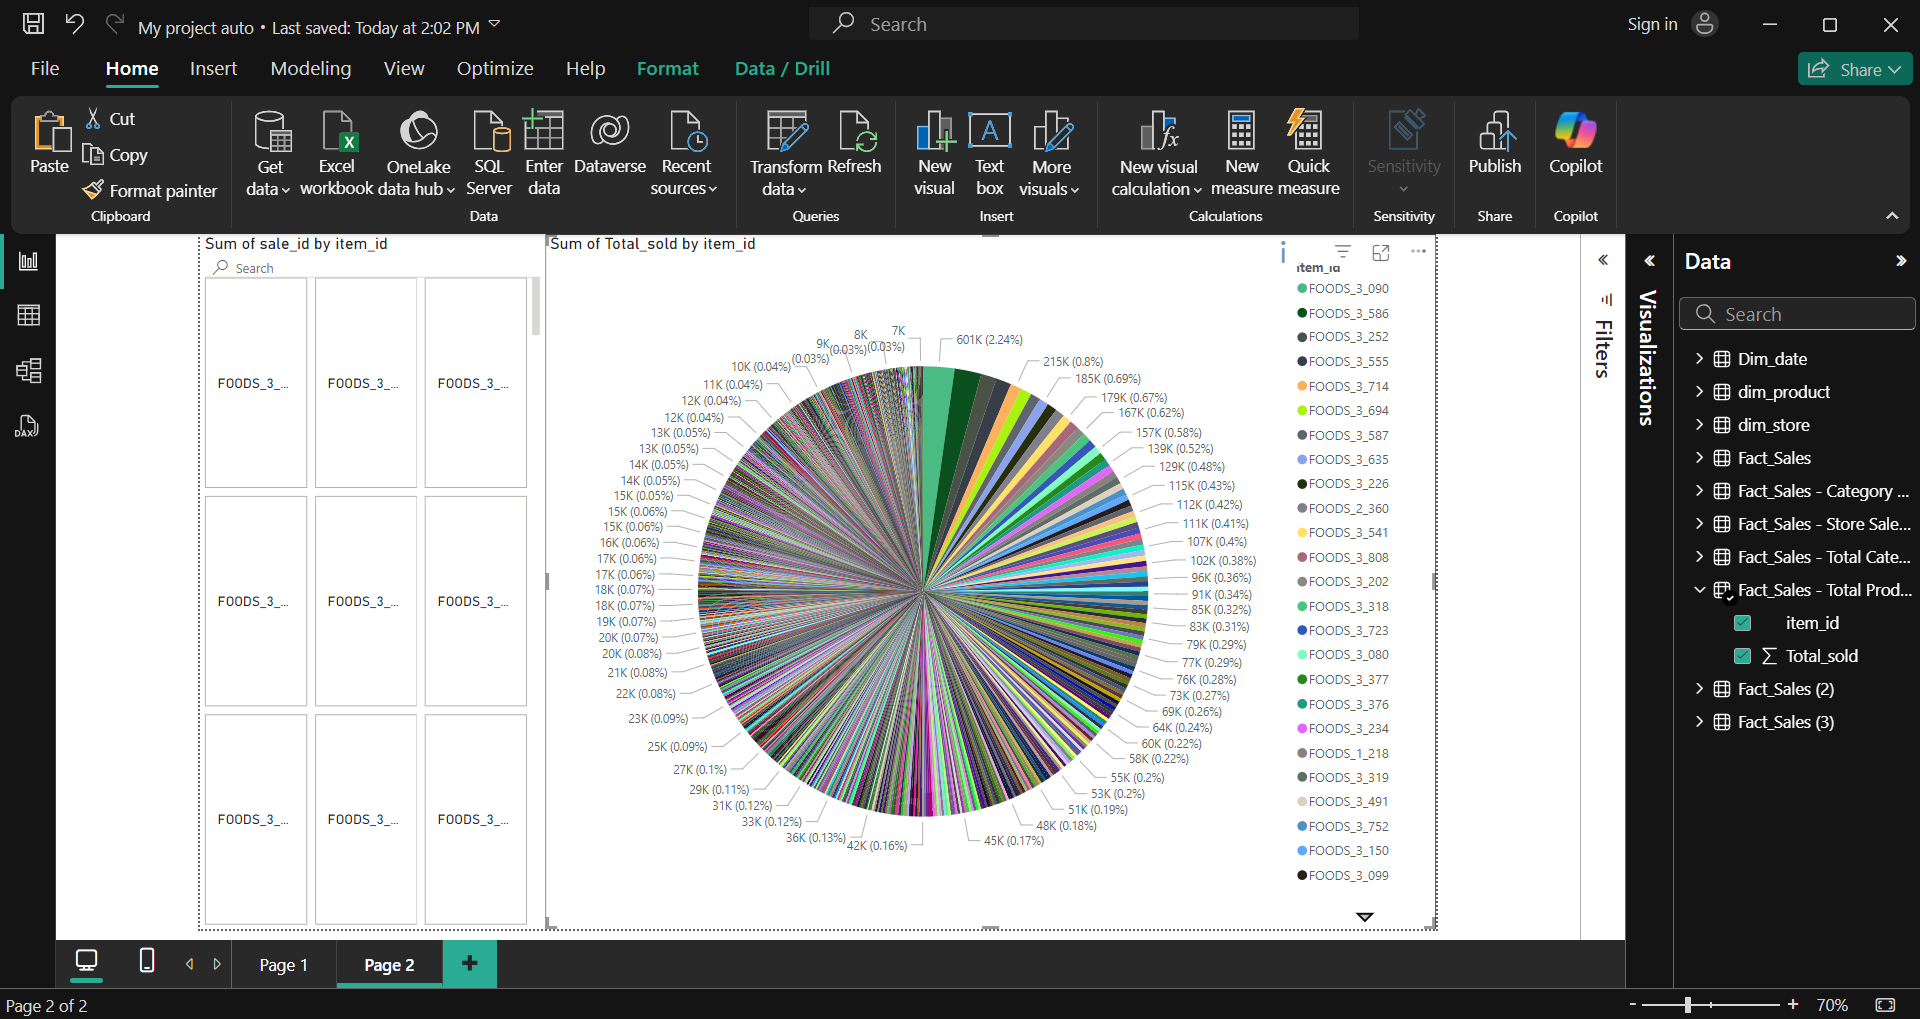 My project auto • Last saved: Today at 2:02 PM
Search
Sign in
File
Home
Insert
Modeling
View
Optimize
Help
Format
Data / Drill
Share
Paste
Cut
Copy
Format painter
Clipboard
Get data
Excel workbook
OneLake data hub
SQL Server
Enter data
Dataverse
Recent sources
Data
Transform data
Refresh
Queries
New visual
Text box
More visuals
Insert
New visual calculation
New measure
Quick measure
Calculations
Sensitivity
Sensitivity
Publish
Share
Copilot
Copilot
DAX
Sum of sale_id by item_id
Search
FOODS_3_...
FOODS_3_...
FOODS_3_...
FOODS_3_...
FOODS_3_...
FOODS_3_...
FOODS_3_...
FOODS_3_...
FOODS_3_...
Sum of Total_sold by item_id
601K (2.24%)
215K (0.8%)
185K (0.69%)
179K (0.67%)
167K (0.62%)
157K (0.58%)
139K (0.52%)
129K (0.48%)
115K (0.43%)
112K (0.42%)
111K (0.41%)
107K (0.4%)
102K (0.38%)
96K (0.36%)
91K (0.34%)
85K (0.32%)
83K (0.31%)
79K (0.29%)
77K (0.29%)
76K (0.28%)
73K (0.27%)
69K (0.26%)
64K (0.24%)
60K (0.22%)
58K (0.22%)
55K (0.2%)
53K (0.2%)
51K (0.19%)
48K (0.18%)
45K (0.17%)
42K (0.16%)
36K (0.13%)
33K (0.12%)
31K (0.12%)
29K (0.11%)
27K (0.1%)
25K (0.09%)
23K (0.09%)
22K (0.08%)
21K (0.08%)
20K (0.08%)
20K (0.07%)
19K (0.07%)
18K (0.07%)
18K (0.07%)
17K (0.06%)
17K (0.06%)
16K (0.06%)
15K (0.06%)
15K (0.06%)
15K (0.05%)
14K (0.05%)
14K (0.05%)
13K (0.05%)
13K (0.05%)
12K (0.04%)
12K (0.04%)
11K (0.04%)
10K (0.04%)
9K (0.03%)
8K (0.03%)
7K (0.03%)
item_id
FOODS_3_090
FOODS_3_586
FOODS_3_252
FOODS_3_555
FOODS_3_714
FOODS_3_694
FOODS_3_587
FOODS_3_635
FOODS_3_226
FOODS_2_360
FOODS_3_541
FOODS_3_808
FOODS_3_202
FOODS_3_318
FOODS_3_723
FOODS_3_080
FOODS_3_377
FOODS_3_376
FOODS_3_234
FOODS_1_218
FOODS_3_319
FOODS_3_491
FOODS_3_752
FOODS_3_150
FOODS_3_099
Filters
Visualizations
Data
Search
Dim_date
dim_product
dim_store
Fact_Sales
Fact_Sales - Category ...
Fact_Sales - Store Sale...
Fact_Sales - Total Cate...
Fact_Sales - Total Prod...
item_id
Total_sold
Fact_Sales (2)
Fact_Sales (3)
Page 1
Page 2
Page 2 of 2
- + 70%